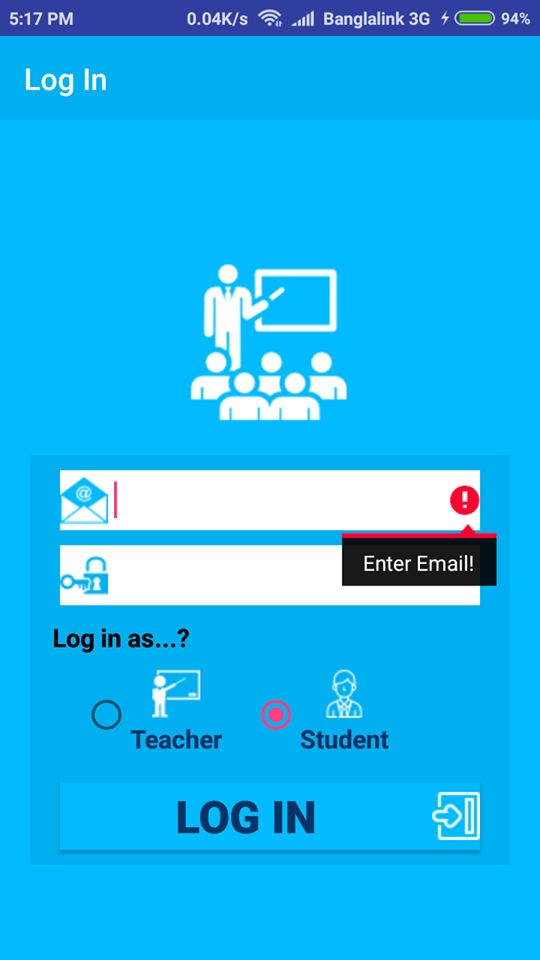 5:17 PM 0.04K/s Banglalink 3G 94%
Log In
@
Enter Email!
Log in as...?
Teacher Student
LOG IN